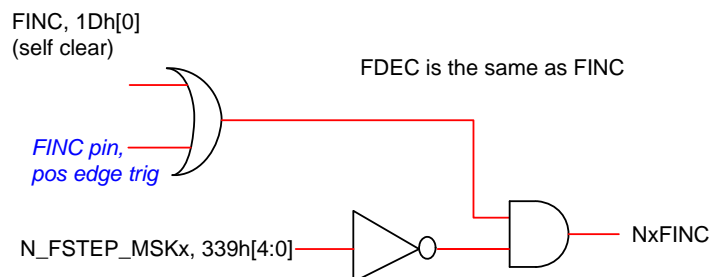 FINC, 1Dh[0]
(self clear)
FDEC is the same as FINC
FINC pin,
pos edge trig
N_FSTEP_MSKx, 339h[4:0]
NxFINC